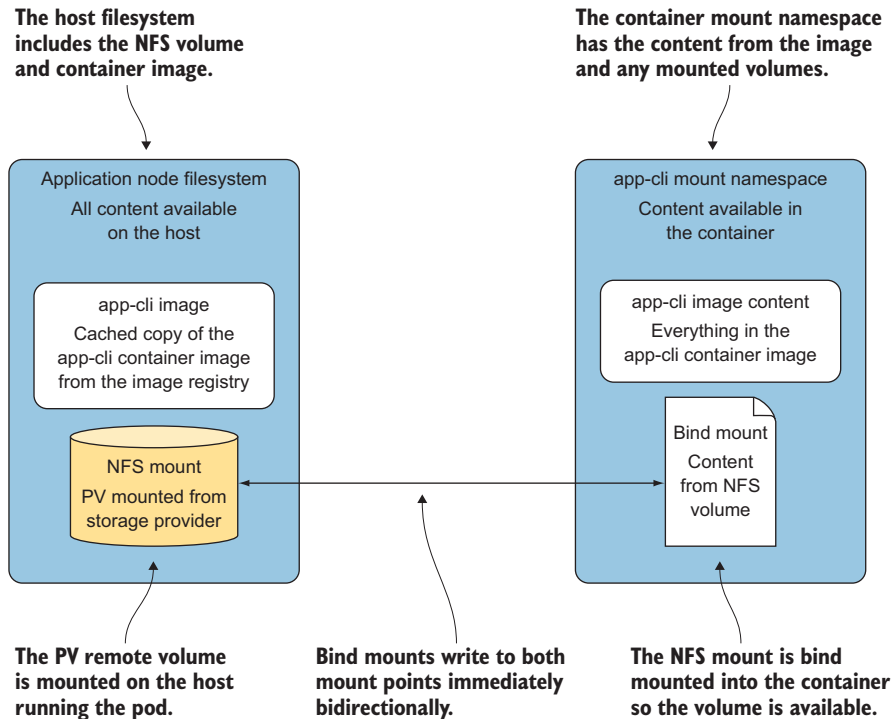 The host filesystem
includes the NFS volume
and container image.
The container mount namespace
has the content from the image
and any mounted volumes.
Application node filesystem
All content available
on the host
app-cli image
Cached copy of the
app-cli container image
from the image registry
NFS mount
PV mounted from
storage provider
app-cli mount namespace
Content available in
the container
app-cli image content
Everything in the
app-cli container image
Bind mount
Content
from NFS
volume
The PV remote volume
is mounted on the host
running the pod.
Bind mounts write to both
mount points immediately
bidirectionally.
The NFS mount is bind
mounted into the container
so the volume is available.